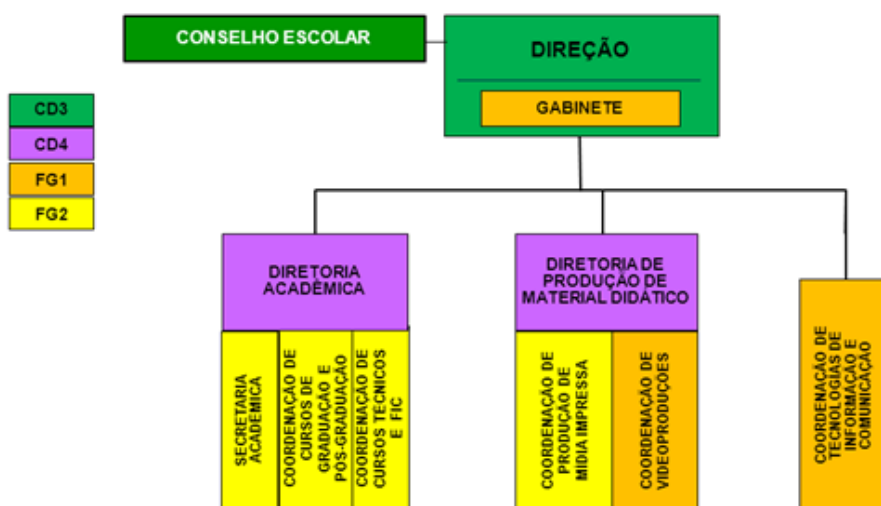 CONSELHO ESCOLAR
DIREÇÃO
GABINETE
CD3
CD4
FG1
FG2
DIRETORIA
ACADÊMICA
DIRETORIA DE
PRODUÇÃO DE
MATERIAL DIDÁTICO
SECRETARIA
ACADÊMICA
COORDENAÇÃO DE
CURSOS DE
GRADUAÇÃO E
PÓS-GRADUAÇÃO
COORDENAÇÃO DE
CURSOS TÉCNICOS
E FIC
COORDENAÇÃO DE
PRODUÇÃO DE
MÍDIA IMPRESSA
COORDENAÇÃO DE
VIDEOPRODUÇÕES
COORDENAÇÃO DE
TECNOLOGIAS DE
INFORMAÇÃO E
COMUNICAÇÃO